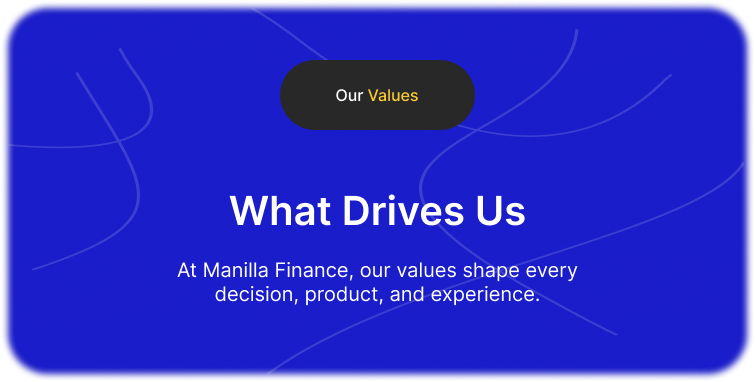 Our Values
What Drives Us
At Manilla Finance, our values shape every
decision, product, and experience.